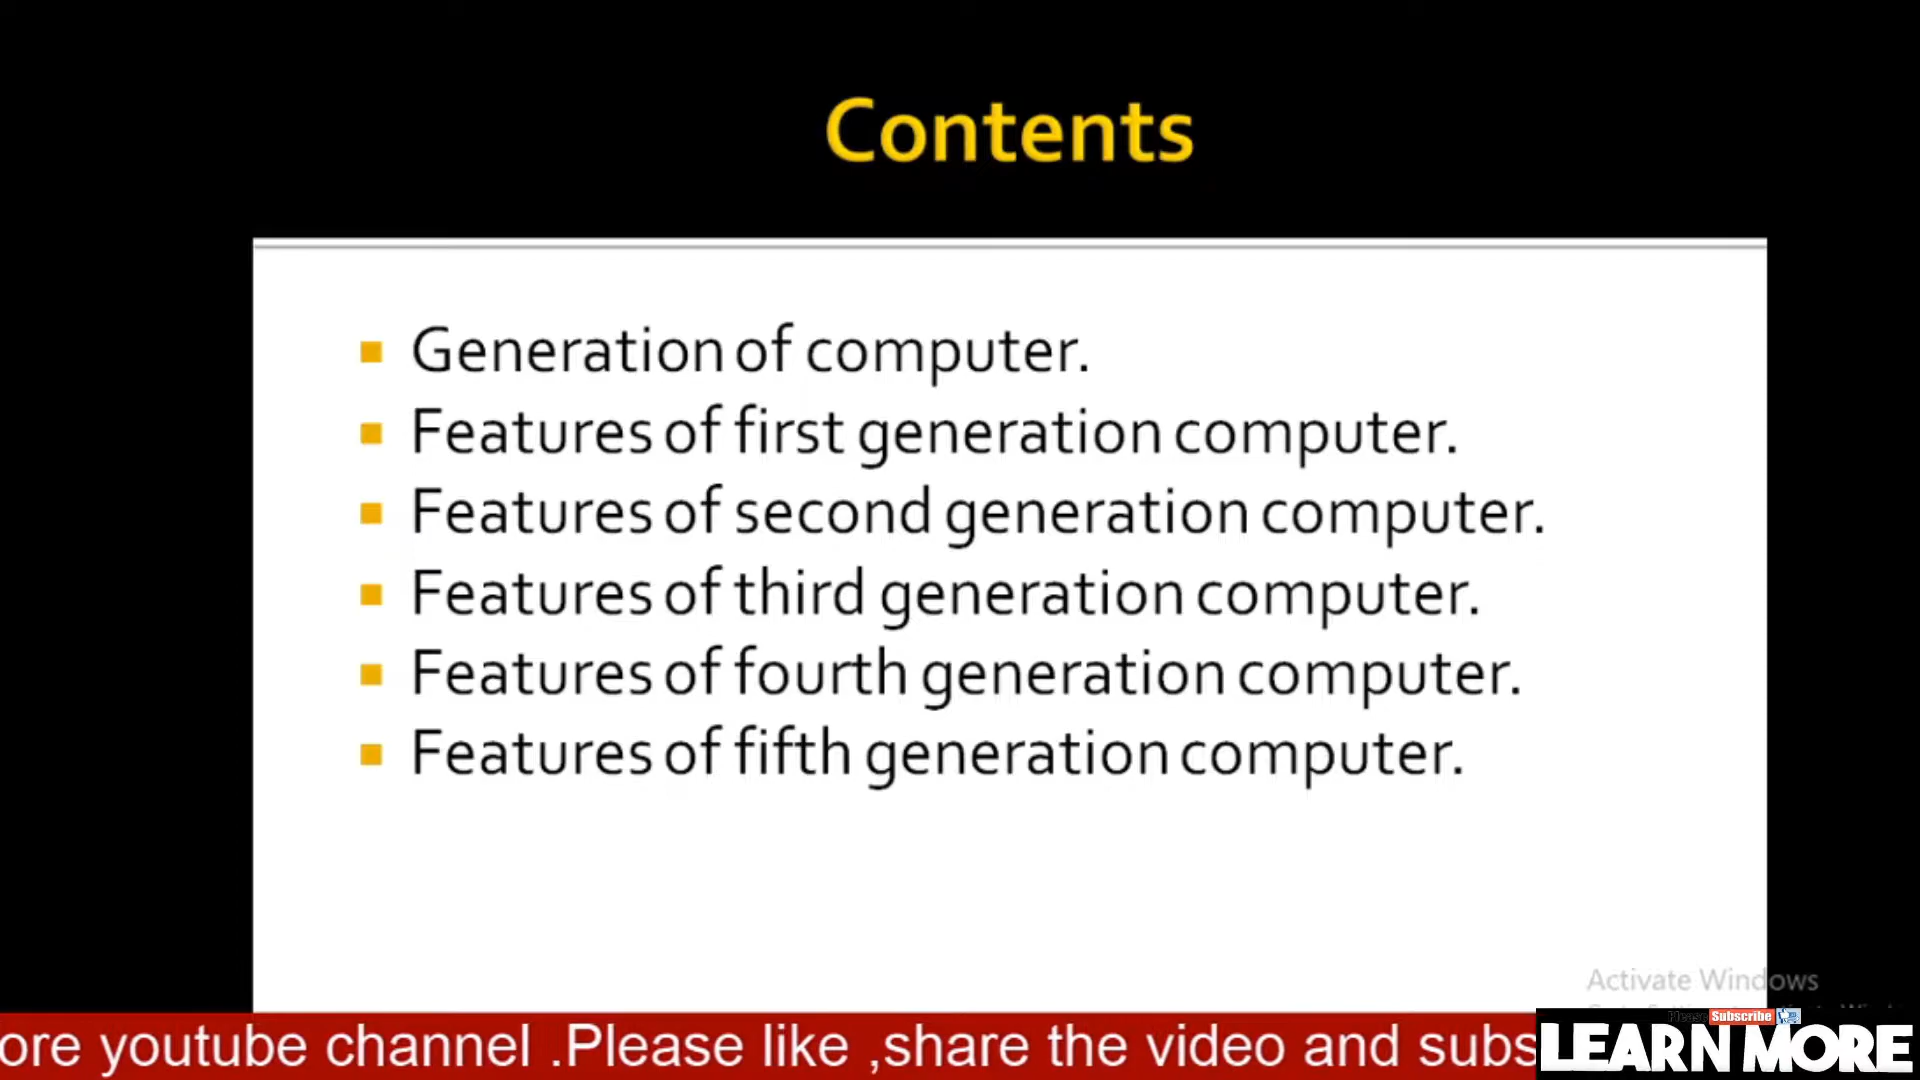 Contents
Generation of computer.
Features of first generation computer.
Features of second generation computer.
Features of third generation computer.
Features of fourth generation computer.
Features of fifth generation computer.
Activate Windows
Please Subscribe
ore youtube channel .Please like ,share the video and subs
LEARN MORE